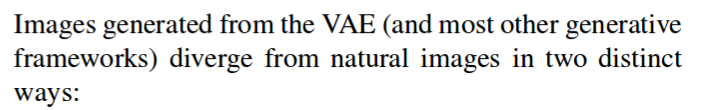 Images generated from the VAE (and most other generative
frameworks) diverge from natural images in two distinct
ways: